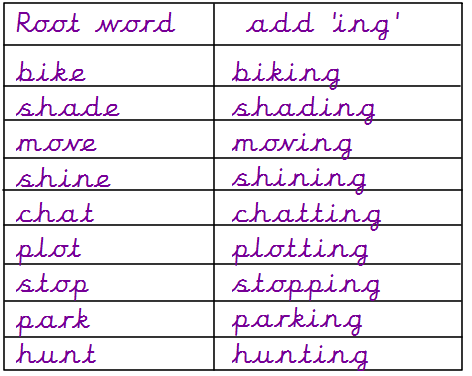 Root word add 'ing'
bike biking
shade shading
move moving
shine shining
chat chatting
plot plotting
stop stopping
park parking
hunt hunting